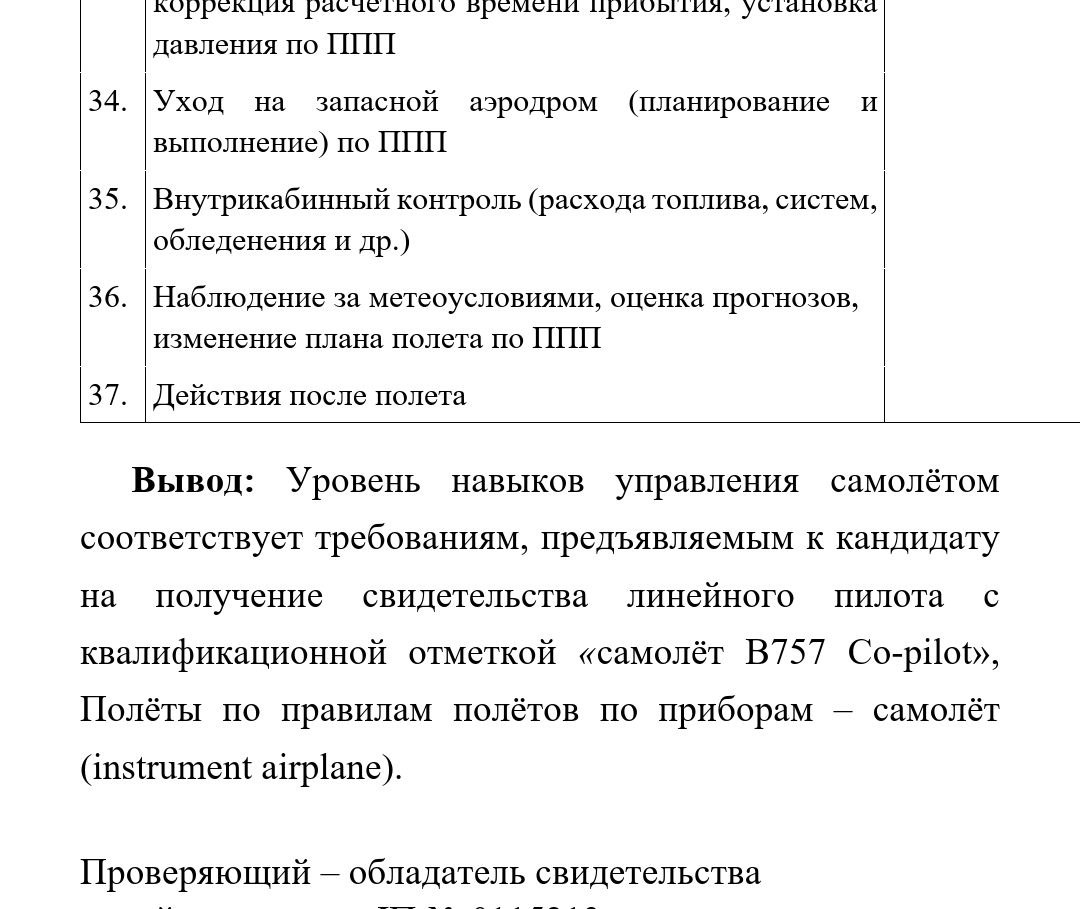 коррекция расчетного времени прибытия, установка
давления по ППП
34. Уход на запасной аэродром (планирование и
выполнение) по ППП
35. Внутрикабинный контроль (расхода топлива, систем,
обледенения и др.)
36. Наблюдение за метеоусловиями, оценка прогнозов,
изменение плана полета по ППП
37. Действия после полета
Вывод: Уровень навыков управления самолётом
соответствует требованиям, предъявляемым к кандидату
на получение свидетельства линейного пилота с
квалификационной отметкой «самолёт B757 Co-pilot»,
Полёты по правилам полётов по приборам – самолёт
(instrument airplane).
Проверяющий – обладатель свидетельства